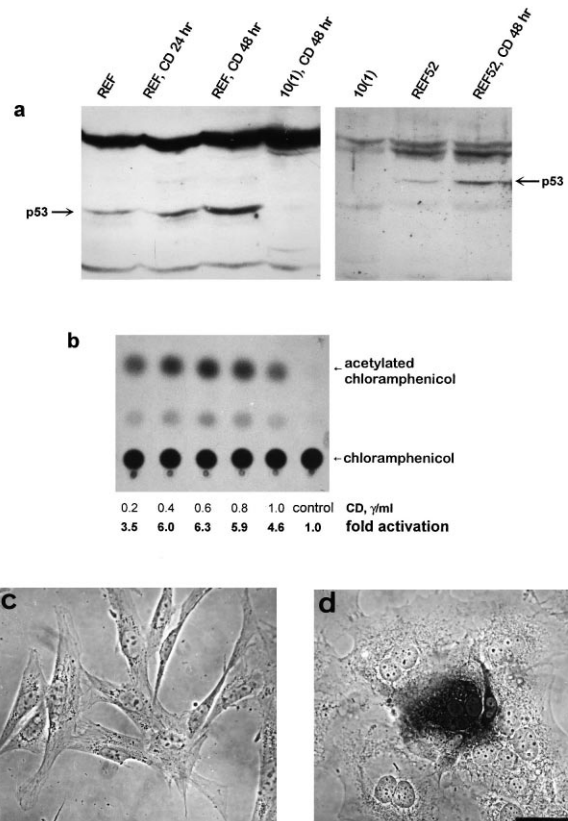 REF
REF, CD 24 hr
REF, CD 48 hr
10(1), CD 48 hr
10(1)
REF52
REF52, CD 48 hr
a
p53
p53
b
acetylated
chloramphenicol
chloramphenicol
0.2 0.4 0.6 0.8 1.0 control CD, γ/ml
3.5 6.0 6.3 5.9 4.6 1.0 fold activation
c
d